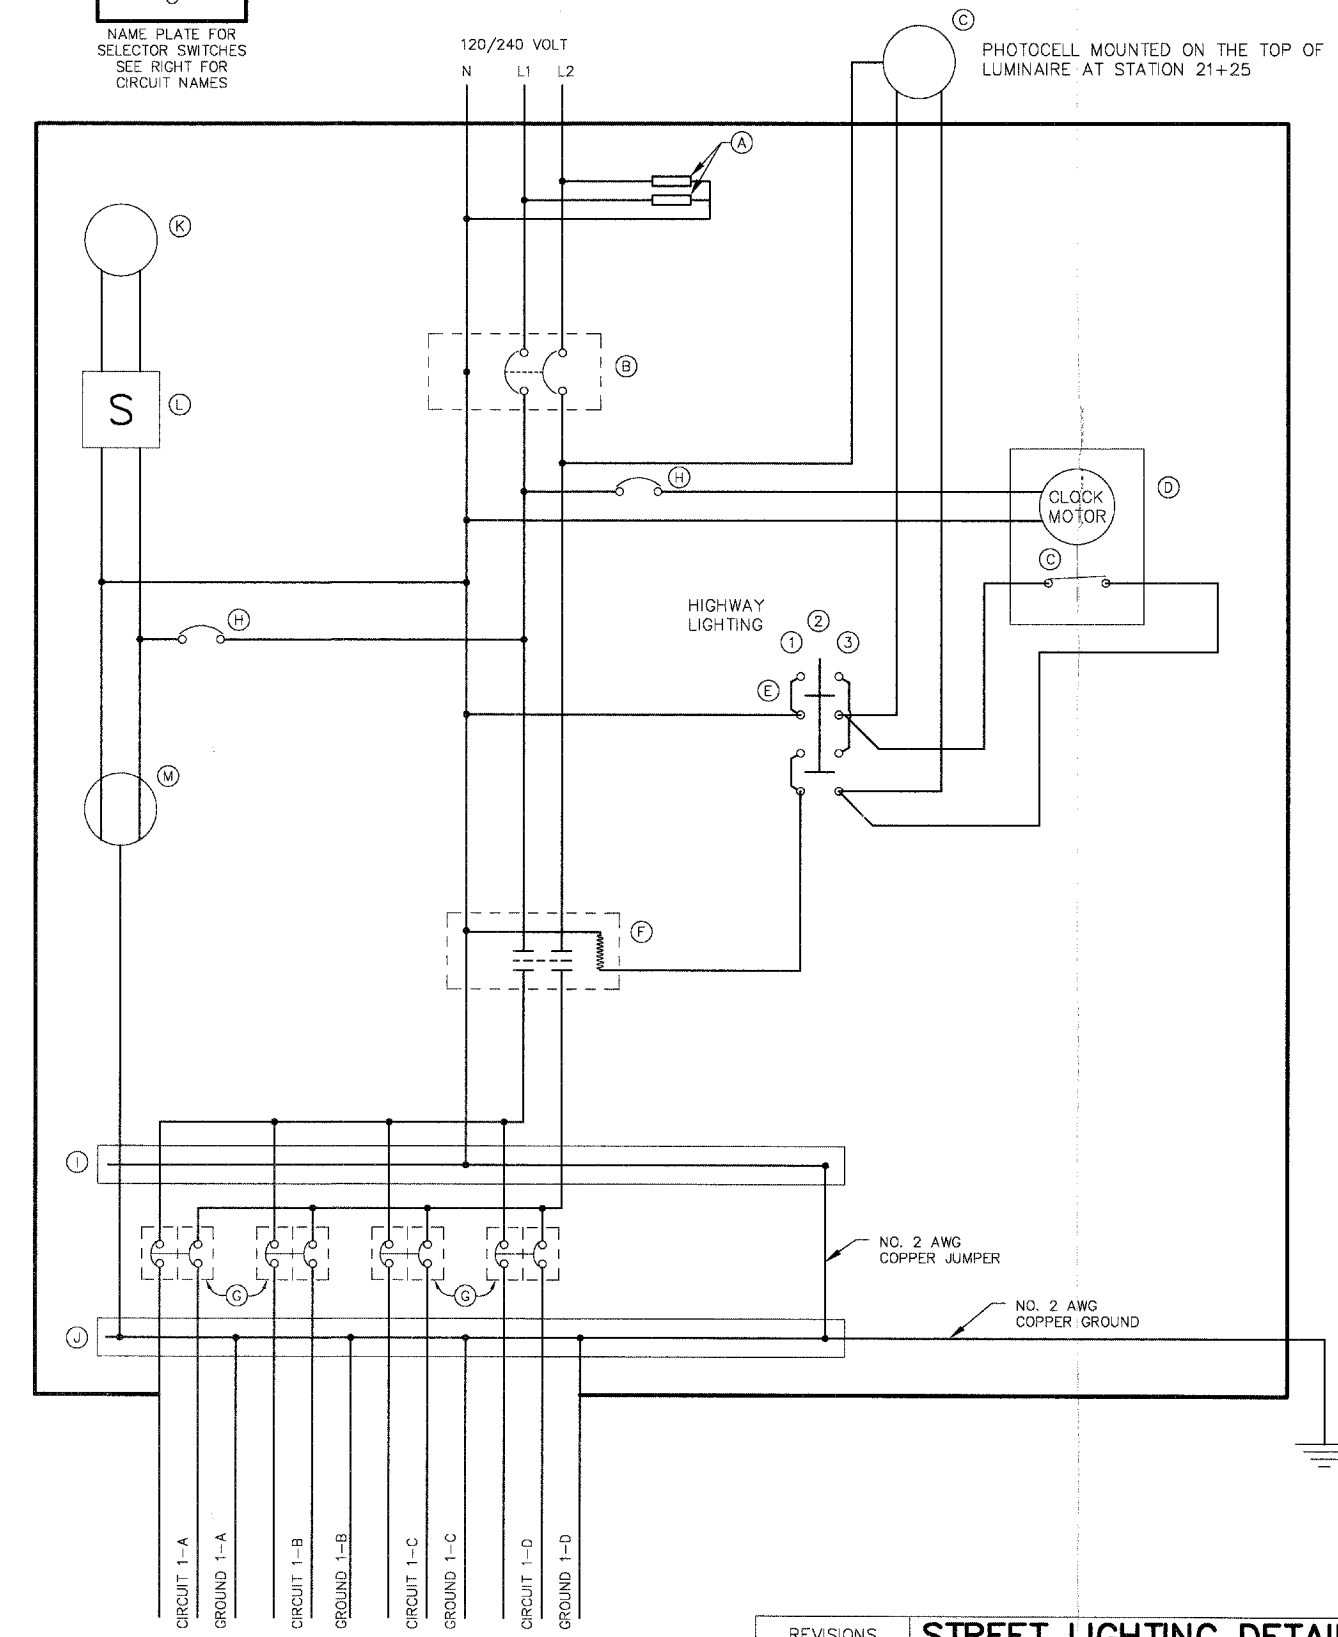 NAME PLATE FOR
SELECTOR SWITCHES
SEE RIGHT FOR
CIRCUIT NAMES
120/240 VOLT
N L1 L2
C
PHOTOCELL MOUNTED ON THE TOP OF
LUMINAIRE AT STATION 21+25
A
K
B
L
S
H
D
CLOCK
MOTOR
C
HIGHWAY
LIGHTING
H
1 2 3
E
M
F
I
NO. 2 AWG
COPPER JUMPER
G
G
NO. 2 AWG
COPPER GROUND
J
CIRCUIT 1-A
GROUND 1-A
CIRCUIT 1-B
GROUND 1-B
CIRCUIT 1-C
GROUND 1-C
CIRCUIT 1-D
GROUND 1-D
REVISIONS
STREET LIGHTING DETAI